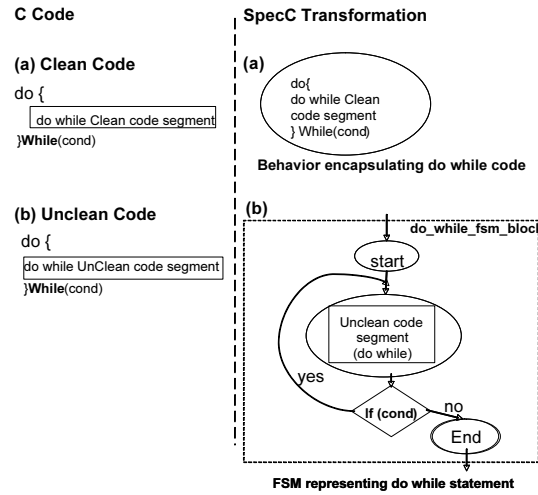 C Code
SpecC Transformation
(a) Clean Code
do {
do while Clean code segment
}While(cond)
(a)
do{
do while Clean
code segment
} While(cond)
Behavior encapsulating do while code
(b) Unclean Code
do {
do while UnClean code segment
}While(cond)
(b)
do_while_fsm_block
start
Unclean code
segment
(do while)
yes
If (cond)
no
End
FSM representing do while statement